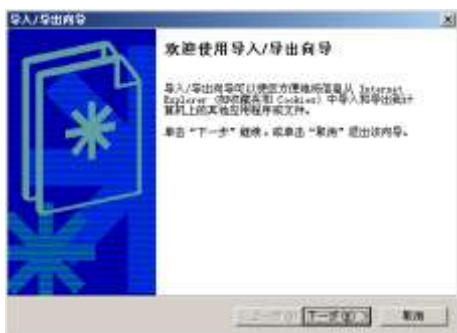 导入/导出向导
欢迎使用导入/导出向导
导入/导出向导可以使您方便地将信息从 Internet
Explorer (如收藏夹和 Cookies) 中导入和导出到计
算机上的其他应用程序或文件。
单击“下一步”继续，或单击“取消”退出该向导。
下一步(N) > 取消